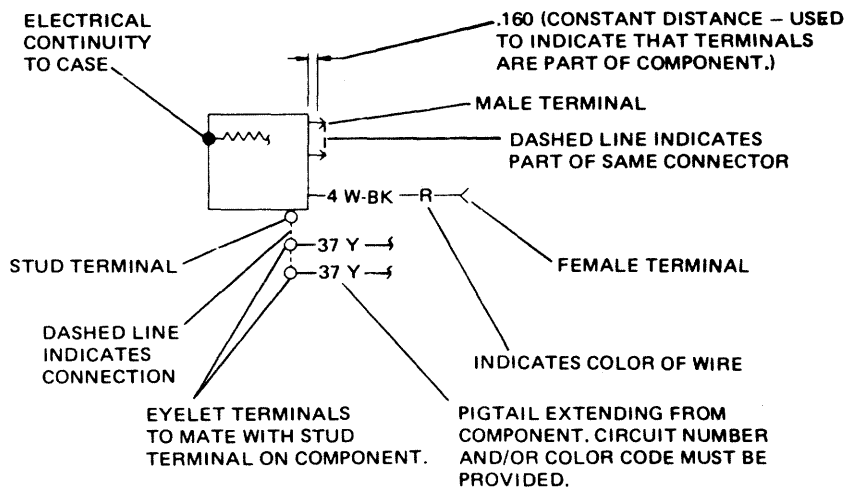 ELECTRICAL
CONTINUITY
TO CASE
.160 (CONSTANT DISTANCE – USED
TO INDICATE THAT TERMINALS
ARE PART OF COMPONENT.)
MALE TERMINAL
DASHED LINE INDICATES
PART OF SAME CONNECTOR
4 W-BK R
37 Y
37 Y
STUD TERMINAL
FEMALE TERMINAL
DASHED LINE
INDICATES
CONNECTION
INDICATES COLOR OF WIRE
EYELET TERMINALS
TO MATE WITH STUD
TERMINAL ON COMPONENT.
PIGTAIL EXTENDING FROM
COMPONENT. CIRCUIT NUMBER
AND/OR COLOR CODE MUST BE
PROVIDED.